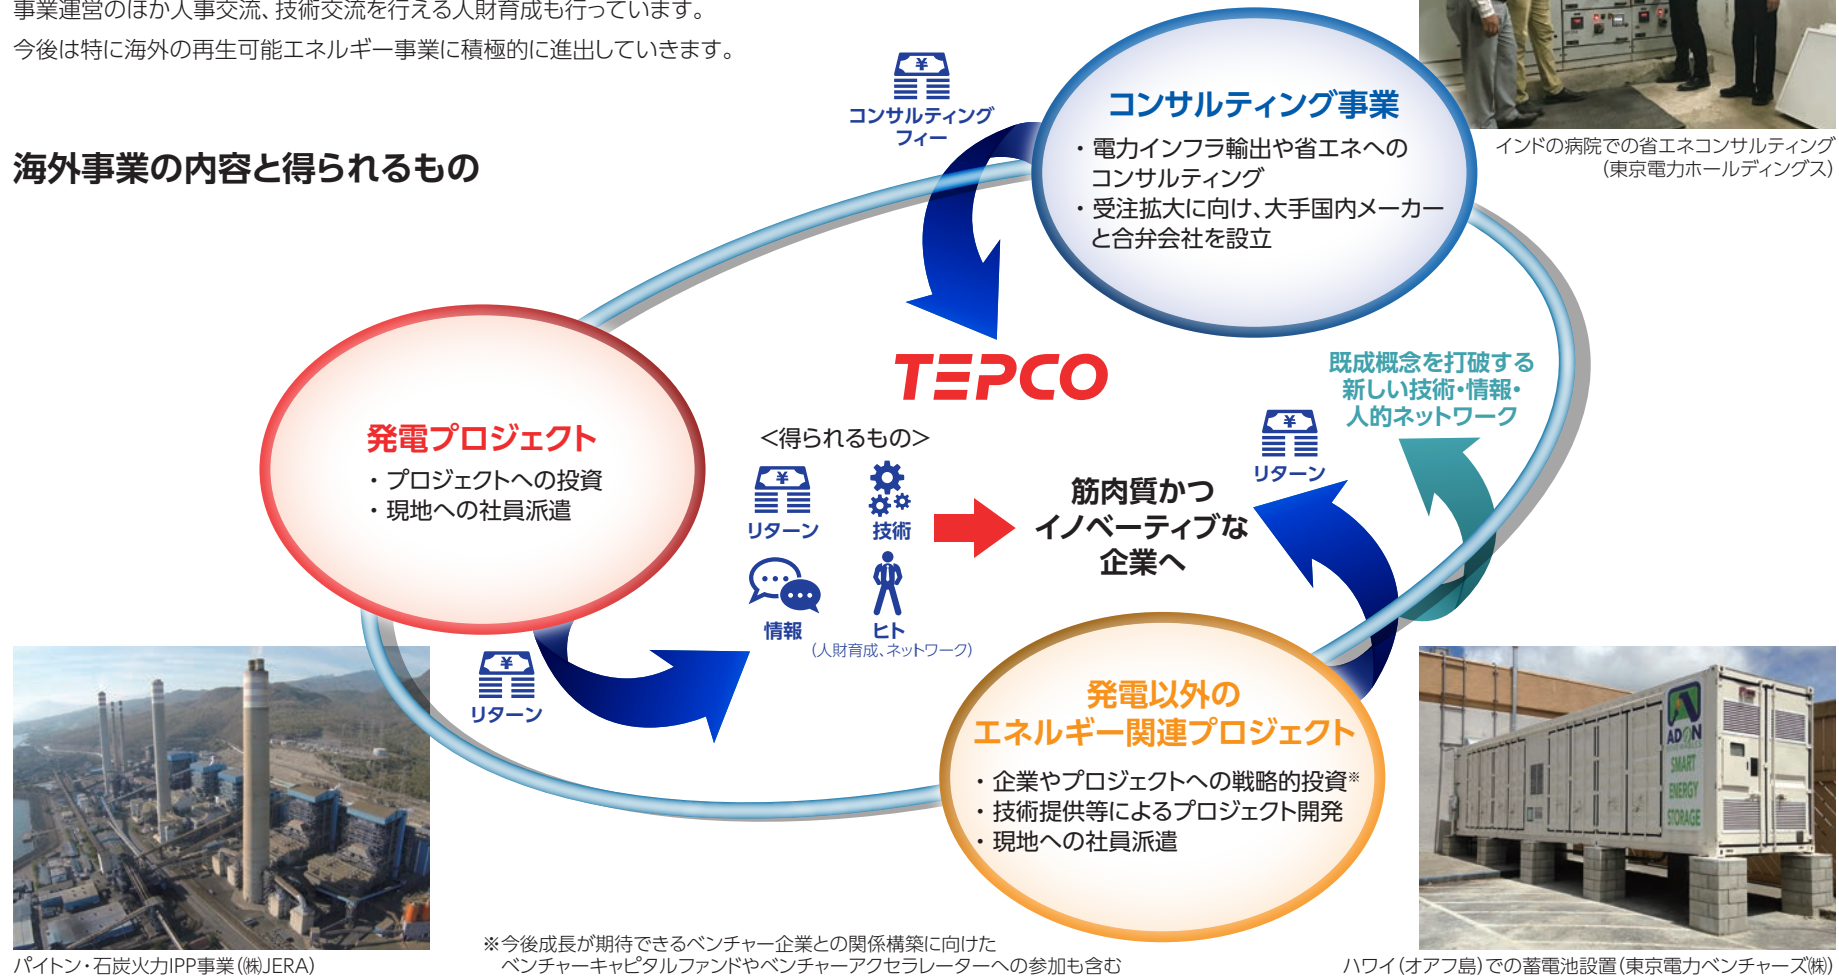 事業運営のほか人事交流、技術交流を行える人財育成も行っています。
今後は特に海外の再生可能エネルギー事業に積極的に進出していきます。
海外事業の内容と得られるもの
コンサルティング
フィー
コンサルティング事業
・電力インフラ輸出や省エネへの
コンサルティング
・受注拡大に向け、大手国内メーカー
と合弁会社を設立
インドの病院での省エネコンサルティング
(東京電力ホールディングス)
TEPCO
既成概念を打破する
新しい技術・情報・
人的ネットワーク
リターン
発電プロジェクト
・プロジェクトへの投資
・現地への社員派遣
<得られるもの>
リターン
技術
情報
ヒト
(人財育成、ネットワーク)
筋肉質かつ
イノベーティブな
企業へ
リターン
発電以外の
エネルギー関連プロジェクト
・企業やプロジェクトへの戦略的投資※
・技術提供等によるプロジェクト開発
・現地への社員派遣
ADON
SMART
ENERGY
STORAGE
パイトン・石炭火力IPP事業(㈱JERA)
※今後成長が期待できるベンチャー企業との関係構築に向けた
ベンチャーキャピタルファンドやベンチャーアクセラレーターへの参加も含む
ハワイ(オアフ島)での蓄電池設置(東京電力ベンチャーズ㈱)